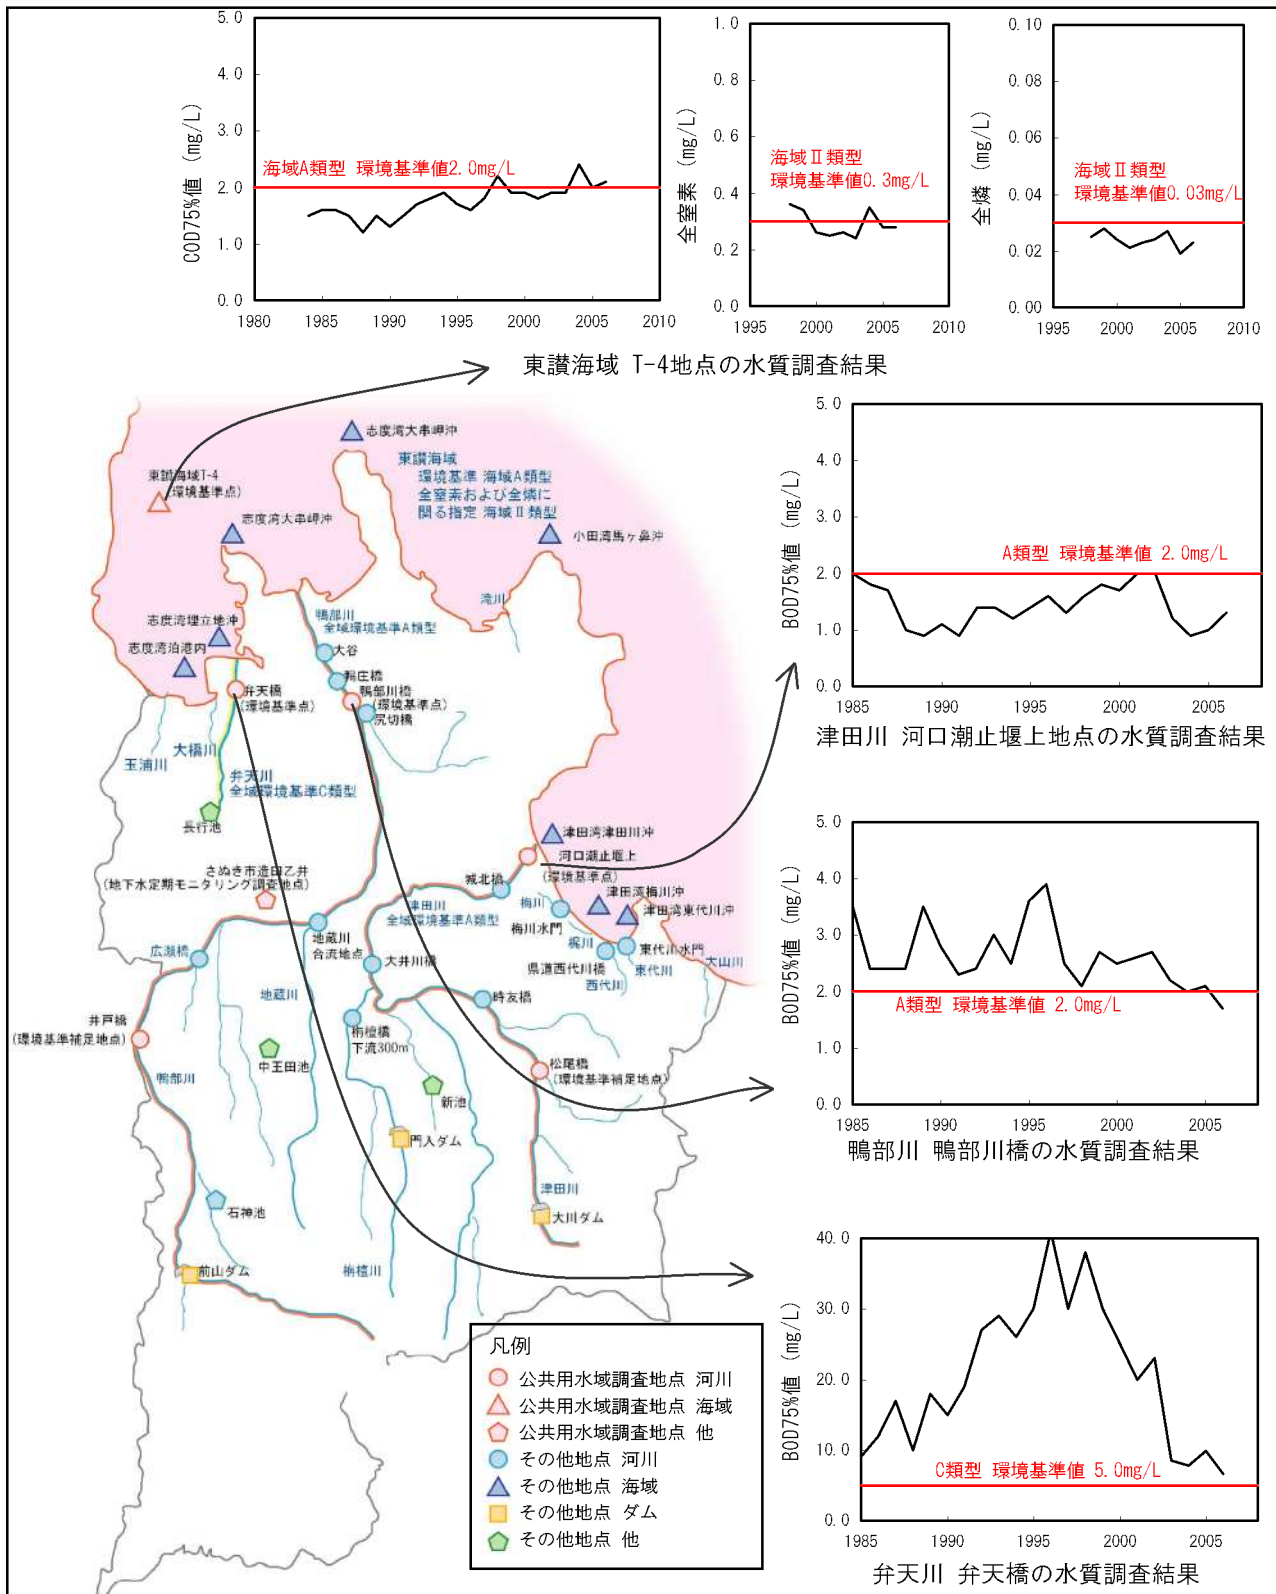 5.0
4.0
3.0
2.0
1.0
0.0
COD75%値 (mg/L)
海域A類型 環境基準値2.0mg/L
1980 1985 1990 1995 2000 2005 2010
1.0
0.8
0.6
0.4
0.2
0.0
全窒素 (mg/L)
海域Ⅱ類型
環境基準値0.3mg/L
1995 2000 2005 2010
0.10
0.08
0.06
0.04
0.02
0.00
全燐 (mg/L)
海域Ⅱ類型
環境基準値0.03mg/L
1995 2000 2005 2010
東讃海域 T-4地点の水質調査結果
志度湾大串岬沖
東讃海域
環境基準 海域A類型
全窒素および全燐に
関る指定 海域Ⅱ類型
東讃海域T-4
(環境基準点)
志度湾大串岬沖
小田湾馬ヶ鼻沖
滝川
鴨部川
全域環境基準A類型
志度湾埋立地沖
志度湾泊港内
大谷
鴨庄橋
鴨部川橋
(環境基準点)
尻切橋
弁天橋
(環境基準点)
大橋川
玉浦川
弁天川
全域環境基準C類型
長行池
津田湾津田川沖
河口潮止堰上
(環境基準点)
さぬき市造田乙井
(地下水定期モニタリング調査地点)
城北橋
津田川
全域環境基準A類型
梅川
梅川水門
津田湾梅川沖
津田湾東代川沖
地蔵川
合流地点
広瀬橋
大井川橋
梶川
東代川水門
県道西代川橋
東代川
西代川
大山川
地蔵川
時友橋
井戸橋
(環境基準補足地点)
栴檀橋
下流300m
中王田池
松尾橋
(環境基準補足地点)
鴨部川
新池
門入ダム
津田川
大川ダム
石神池
前山ダム
栴檀川
5.0
4.0
3.0
2.0
1.0
0.0
BOD75%値 (mg/L)
A類型 環境基準値 2.0mg/L
1985 1990 1995 2000 2005
津田川 河口潮止堰上地点の水質調査結果
5.0
4.0
3.0
2.0
1.0
0.0
BOD75%値 (mg/L)
A類型 環境基準値 2.0mg/L
1985 1990 1995 2000 2005
鴨部川 鴨部川橋の水質調査結果
40.0
30.0
20.0
10.0
0.0
BOD75%値 (mg/L)
C類型 環境基準値 5.0mg/L
1985 1990 1995 2000 2005
弁天川 弁天橋の水質調査結果
凡例
公共用水域調査地点 河川
公共用水域調査地点 海域
公共用水域調査地点 他
その他地点 河川
その他地点 海域
その他地点 ダム
その他地点 他